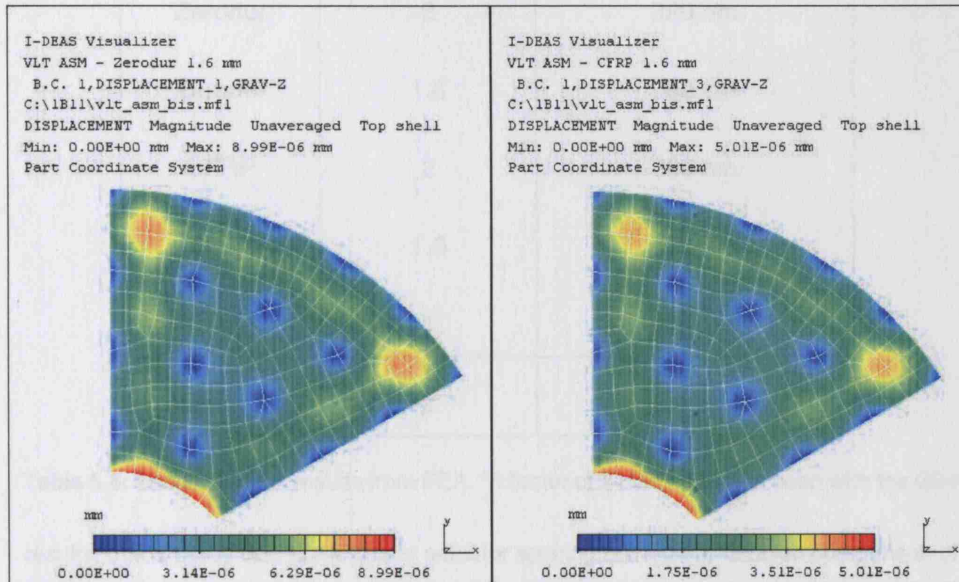 I-DEAS Visualizer
VLT ASM - Zerodur 1.6 mm
B.C. 1,DISPLACEMENT_1,GRAV-Z
C:\lB11\vlt_asm_bis.mf1
DISPLACEMENT Magnitude Unaveraged Top shell
Min: 0.00E+00 mm Max: 8.99E-06 mm
Part Coordinate System
mm
y
x
0.00E+00 3.14E-06 6.29E-06 8.99E-06
I-DEAS Visualizer
VLT ASM - CFRP 1.6 mm
B.C. 1,DISPLACEMENT_3,GRAV-Z
C:\lB11\vlt_asm_bis.mf1
DISPLACEMENT Magnitude Unaveraged Top shell
Min: 0.00E+00 mm Max: 5.01E-06 mm
Part Coordinate System
mm
y
x
0.00E+00 1.75E-06 3.51E-06 5.01E-06